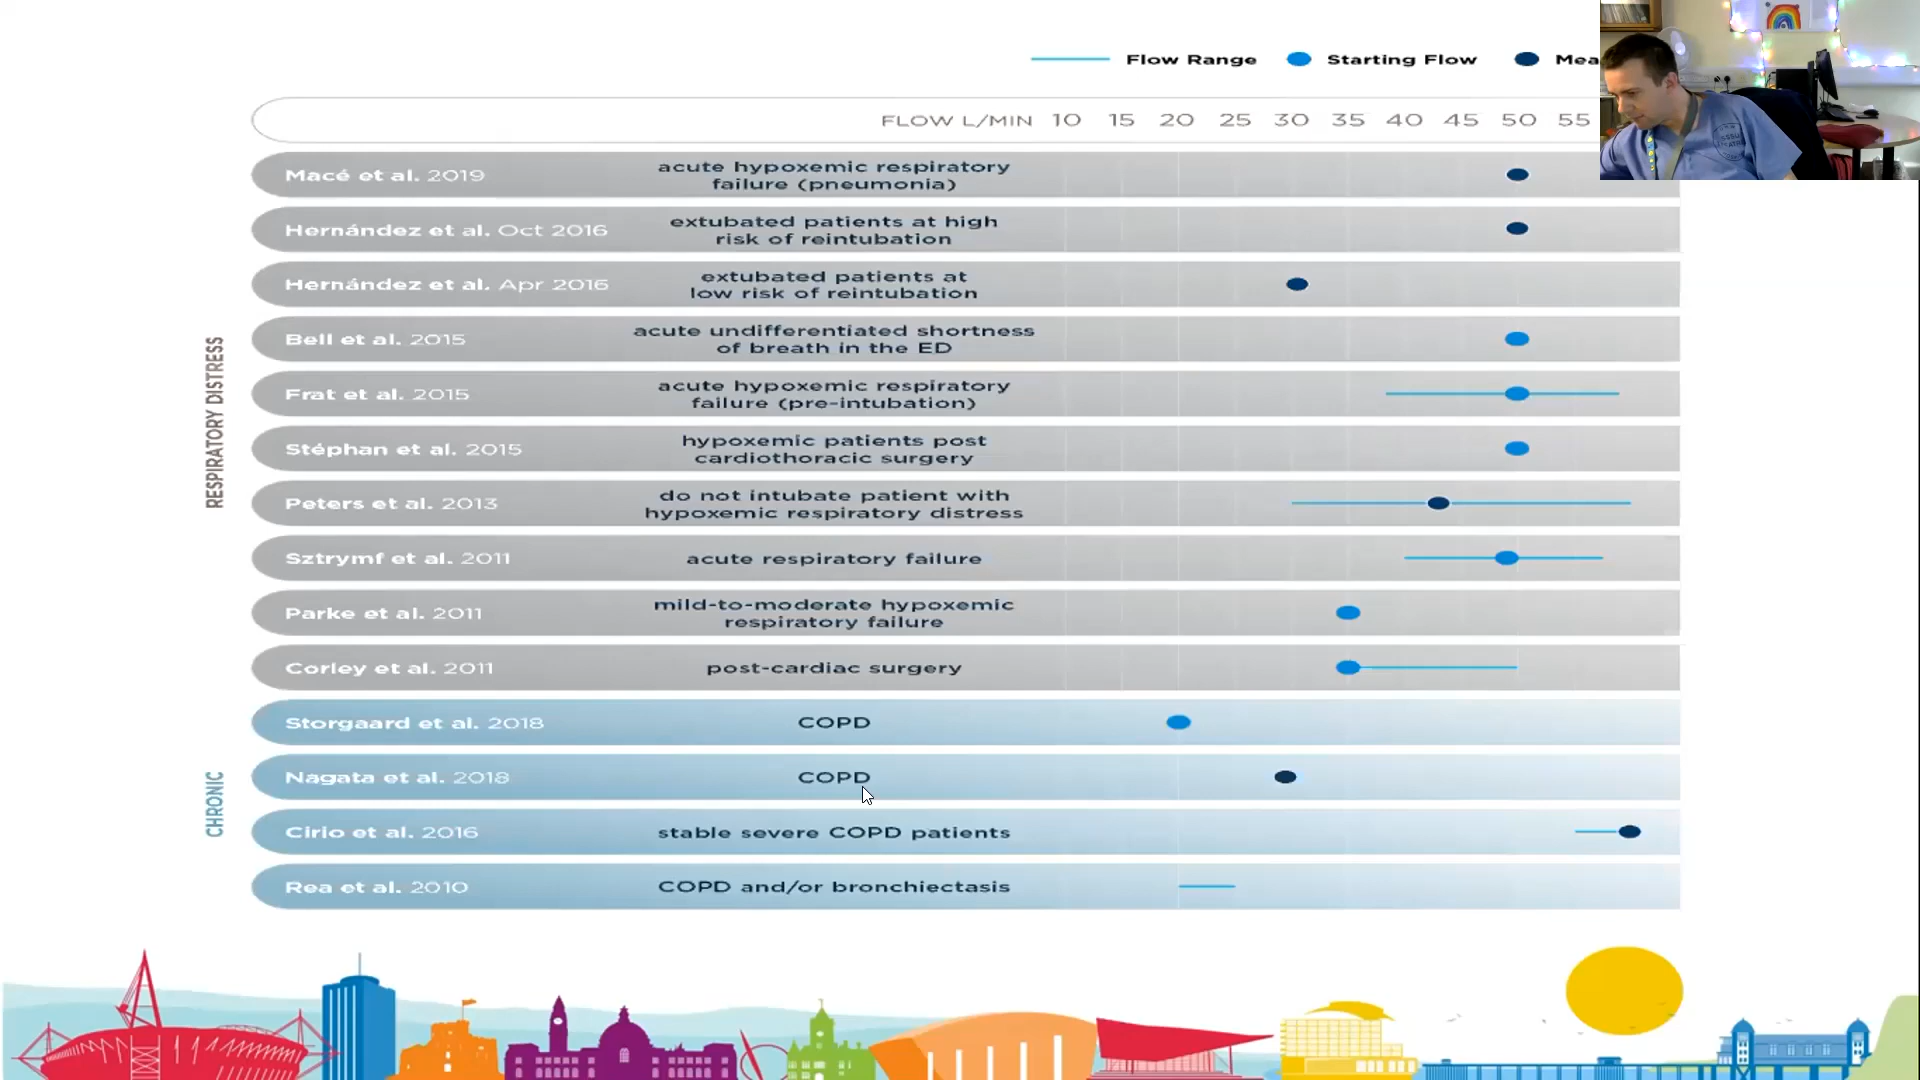 Flow Range Starting Flow
FLOW L/MIN 10 15 20 25 30 35 40 45 50 55
Macé et al. 2019 acute hypoxemic respiratory
failure (pneumonia)
Hernández et al. Oct 2016 extubated patients at high
risk of reintubation
Hernández et al. Apr 2016 extubated patients at
low risk of reintubation
Bell et al. 2015 acute undifferentiated shortness
of breath in the ED
Frat et al. 2015 acute hypoxemic respiratory
failure (pre-intubation)
Stéphan et al. 2015 hypoxemic patients post
cardiothoracic surgery
Peters et al. 2013 do not intubate patient with
hypoxemic respiratory distress
Sztrymf et al. 2011 acute respiratory failure
Parke et al. 2011 mild-to-moderate hypoxemic
respiratory failure
Corley et al. 2011 post-cardiac surgery
RESPIRATORY DISTRESS
Storgaard et al. 2018 COPD
Nagata et al. 2018 COPD
Cirio et al. 2016 stable severe COPD patients
Rea et al. 2010 COPD and/or bronchiectasis
CHRONIC